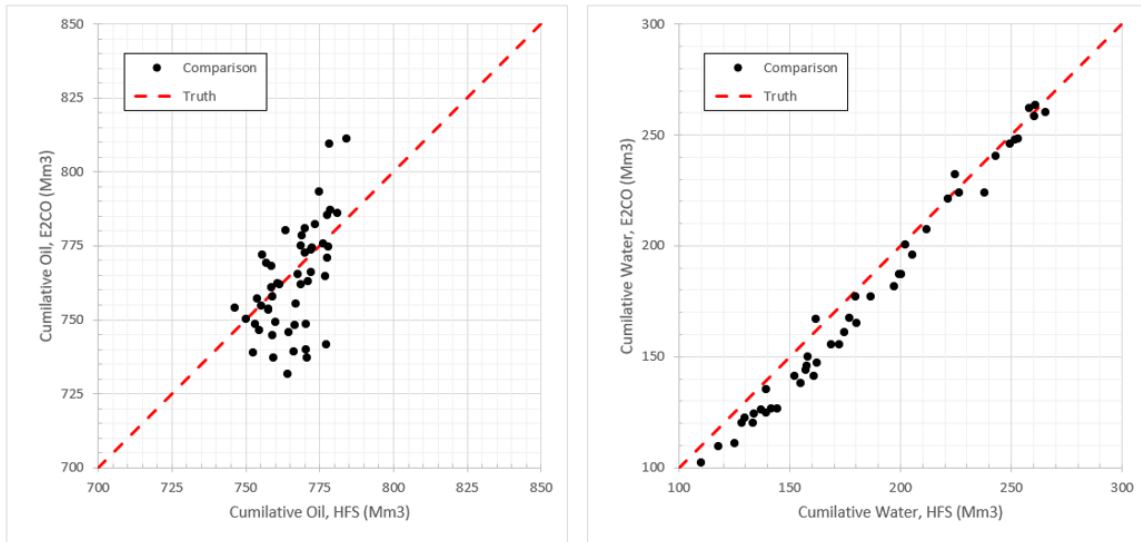 850
825
800
775
750
725
700
Cumilative Oil, E2CO (Mm3)
Comparison
Truth
700 725 750 775 800 825 850
Cumilative Oil, HFS (Mm3)
300
250
200
150
100
Cumilative Water, E2CO (Mm3)
Comparison
Truth
100 150 200 250 300
Cumilative Water, HFS (Mm3)